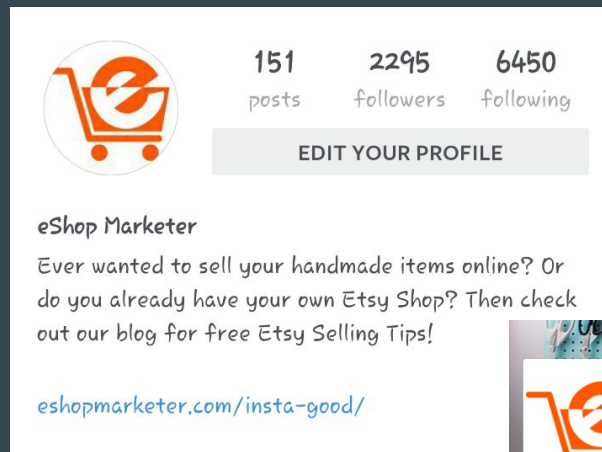 151 2295 6450
posts followers following
EDIT YOUR PROFILE
eShop Marketer
Ever wanted to sell your handmade items online? Or
do you already have your own Etsy Shop? Then check
out our blog for free Etsy Selling Tips!
eshopmarketer.com/insta-good/